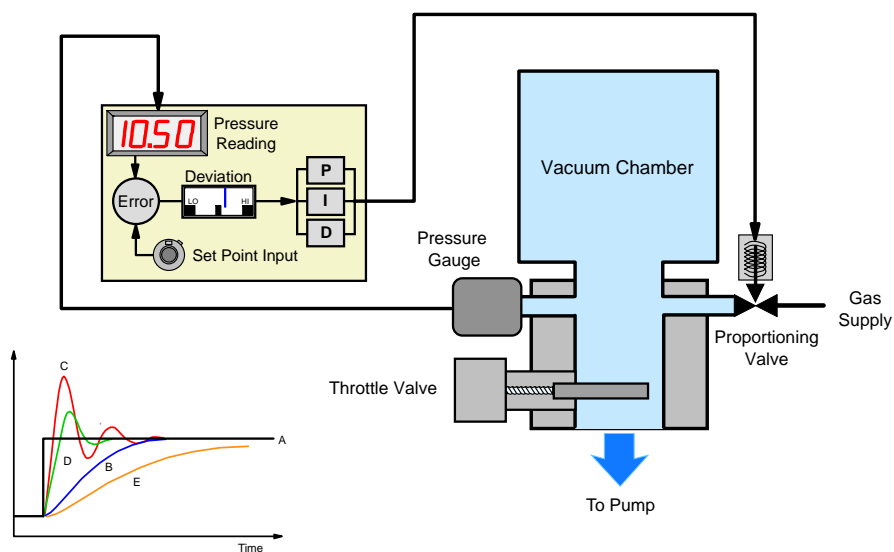 10.50
Pressure
Reading
Deviation
LO
HI
Error
P
I
D
Set Point Input
Vacuum Chamber
Pressure
Gauge
Gas
Supply
Proportioning
Valve
Throttle Valve
To Pump
C
A
D
B
E
Time